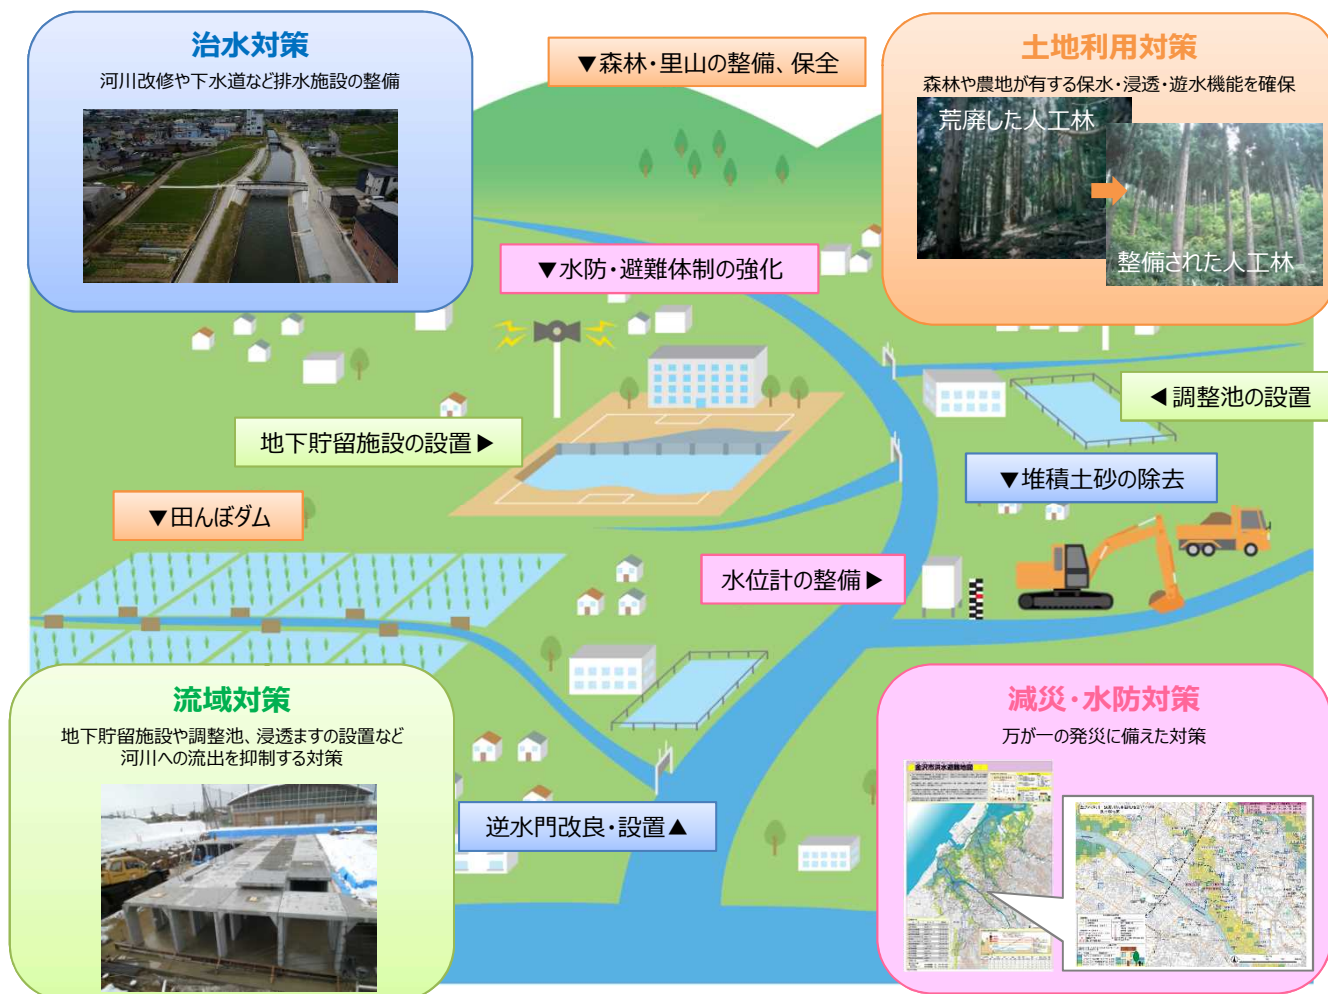 治水対策
河川改修や下水道など排水施設の整備
▼森林・里山の整備、保全
土地利用対策
森林や農地が有する保水・浸透・遊水機能を確保
荒廃した人工林
整備された人工林
▼水防・避難体制の強化
◀調整池の設置
地下貯留施設の設置▶
▼堆積土砂の除去
▼田んぼダム
水位計の整備▶
流域対策
地下貯留施設や調整池、浸透ますの設置など
河川への流出を抑制する対策
逆水門改良・設置▲
減災・水防対策
万が一の発災に備えた対策
金沢市洪水避難地図